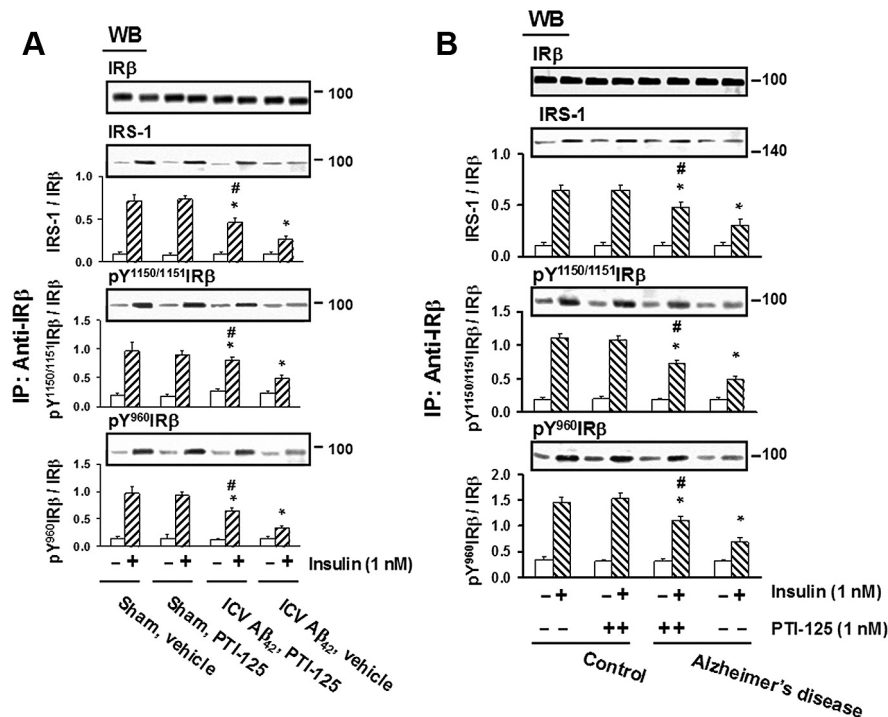 A
WB
IRβ
100
IRS-1
100
IRS-1 / IRβ
1.0
0.5
0.0
pY1150/1151IRβ
100
pY1150/1151IRβ / IRβ
1.5
1.0
0.5
0.0
pY960IRβ
100
pY960IRβ / IRβ
1.5
1.0
0.5
0.0
IP: Anti-IRβ
# * *
# * *
# * *
– + – + – + – + Insulin (1 nM)
Sham, vehicle
Sham, PTI-125
ICV Aβ42, PTI-125
ICV Aβ42, vehicle
B
WB
IRβ
100
IRS-1
140
IRS-1 / IRβ
1.0
0.5
0.0
pY1150/1151IRβ
100
pY1150/1151IRβ / IRβ
1.5
1.0
0.5
0.0
pY960IRβ
100
pY960IRβ / IRβ
2.0
1.5
1.0
0.5
0.0
IP: Anti-IRβ
# * *
# * *
# * *
– + – + – + – + Insulin (1 nM)
– – + + + + – – PTI-125 (1 nM)
Control
Alzheimer's disease